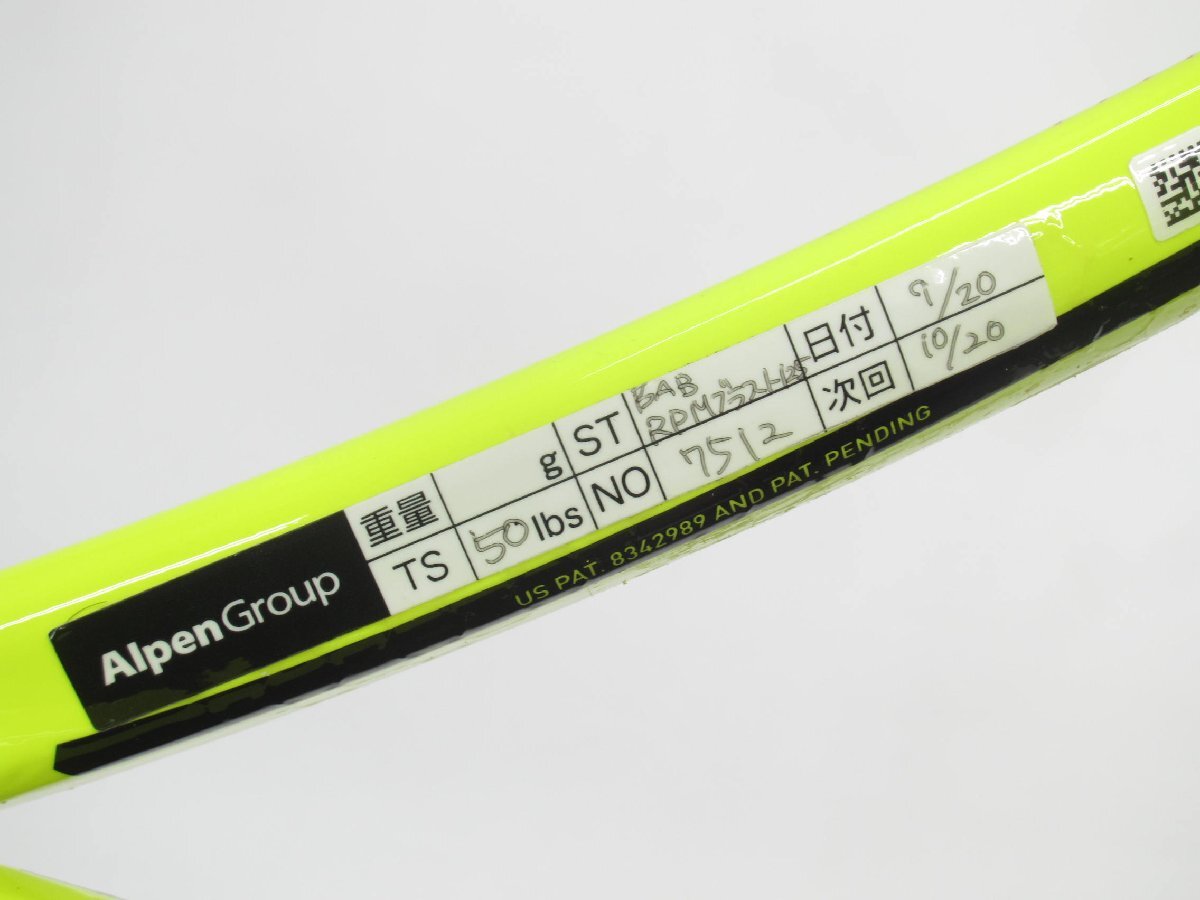 AlpenGroup
重量 g
TS 50 lbs
ST BAB
RPMブラスト125
NO 7512
日付 9/20
次回 10/20
US PAT. 8342989 AND PAT. PENDING